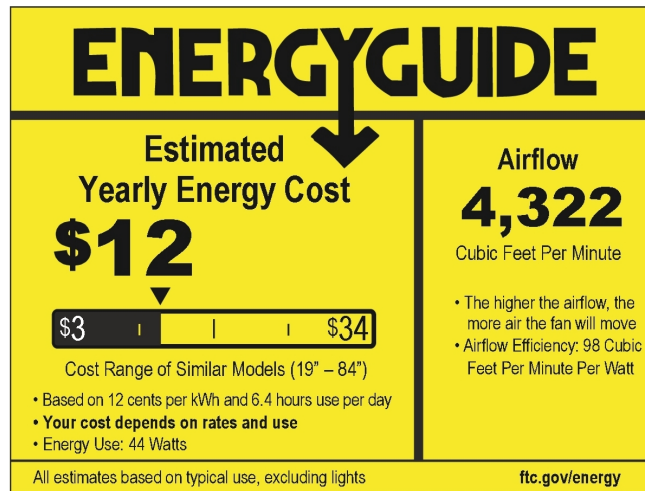 ENERGYGUIDE
Estimated
Yearly Energy Cost
$12
$3
$34
Cost Range of Similar Models (19” – 84”)
• Based on 12 cents per kWh and 6.4 hours use per day
• Your cost depends on rates and use
• Energy Use: 44 Watts
Airflow
4,322
Cubic Feet Per Minute
• The higher the airflow, the
more air the fan will move
• Airflow Efficiency: 98 Cubic
Feet Per Minute Per Watt
All estimates based on typical use, excluding lights
ftc.gov/energy